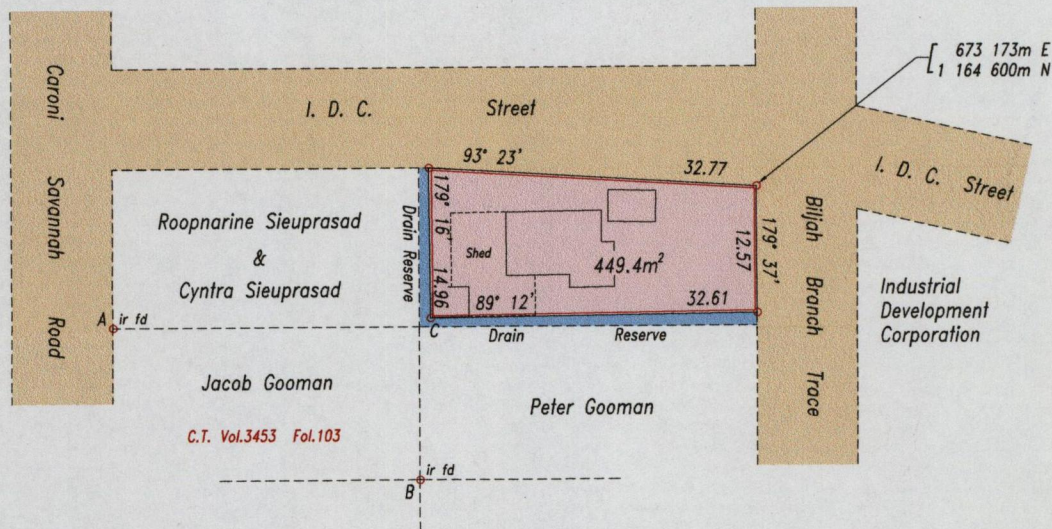 673 173m E
1 164 600m N
Caroni Savannah Road
I. D. C. Street
93° 23' 32.77
I. D. C. Street
Roopnarine Sieuprasad
&
Cyntra Sieuprasad
Drain Reserve
179° 16'
14.96
Shed
449.4m²
12.57
179° 37'
Biljah Branch Trace
89° 12' 32.61
Industrial
Development
Corporation
A ir fd
C
Drain Reserve
Jacob Gooman
Peter Gooman
C.T. Vol.3453 Fol.103
B ir fd